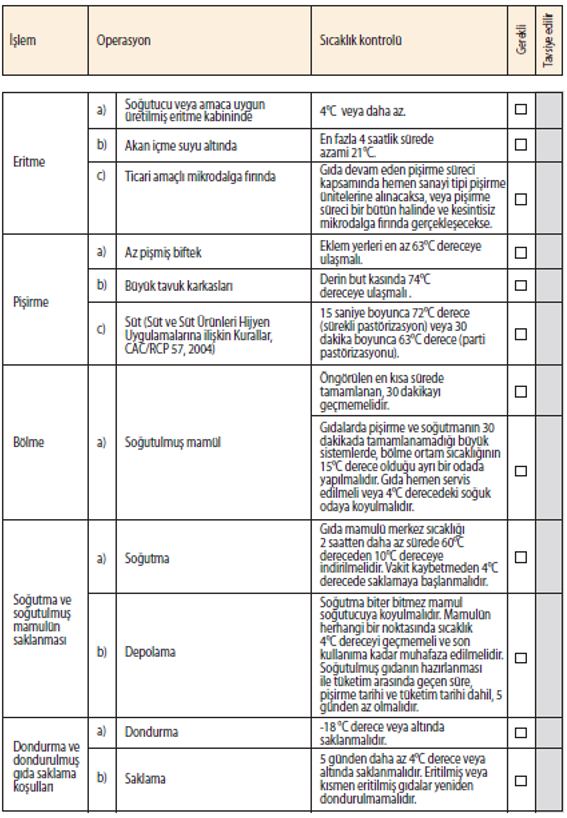 İşlem
Operasyon
Sıcaklık kontrolü
Gerekli
Tavsiye edilir
Eritme
a)
Soğutucu veya amaca uygun
üretilmiş eritme kabininde
4°C veya daha az.
b)
Akan içme suyu altında
En fazla 4 saatlik sürede
azami 21°C.
c)
Ticari amaçlı mikrodalga fırında
Gıda devam eden pişirme süreci
kapsamında hemen sanayi tipi pişirme
ünitelerine alınacaksa, veya pişirme
süreci bir bütün halinde ve kesintisiz
mikrodalga fırında gerçekleşecekse.
Pişirme
a)
Az pişmiş biftek
Eklem yerleri en az 63°C dereceye
ulaşmalı.
b)
Büyük tavuk karkasları
Derin but kasında 74°C
dereceye ulaşmalı .
c)
Süt (Süt ve Süt Ürünleri Hijyen
Uygulamalarına ilişkin Kurallar,
CAC/RCP 57, 2004)
15 saniye boyunca 72°C derece
(sürekli pastörizasyon) veya 30
dakika boyunca 63°C derece (parti
pastörizasyonu).
Bölme
a)
Soğutulmuş mamül
Öngörülen en kısa sürede
tamamlanan, 30 dakikayı
geçmemelidir.
Gıdalarda pişirme ve soğutmanın 30
dakikada tamamlanamadığı büyük
sistemlerde, bölme ortam sıcaklığının
15°C derece olduğu ayrı bir odada
yapılmalıdır. Gıda hemen servis
edilmeli veya 4°C derecedeki soğuk
odaya koyulmalıdır.
Soğutma ve
soğutulmuş
mamulün
saklanması
a)
Soğutma
Gıda mamulü merkez sıcaklığı
2 saatten daha az sürede 60°C
dereceden 10°C dereceye
indirilmelidir. Vakit kaybetmeden 4°C
derecede saklamaya başlanmalıdır.
b)
Depolama
Soğutma biter bitmez mamul
soğutucuya koyulmalıdır. Mamulün
herhangi bir noktasında sıcaklık
4°C dereceyi geçmemeli ve son
kullanıma kadar muhafaza edilmelidir.
Soğutulmuş gıdanın hazırlanması
ile tüketim arasında geçen süre,
pişirme tarihi ve tüketim tarihi dahil, 5
günden az olmalıdır.
Dondurma ve
dondurulmuş
gıda saklama
koşulları
a)
Dondurma
-18 °C derece veya altında
saklanmalıdır.
b)
Saklama
5 günden daha az 4°C derece veya
altında saklanmalıdır. Eritilmiş veya
kısmen eritilmiş gıdalar yeniden
dondurulmamalıdır.